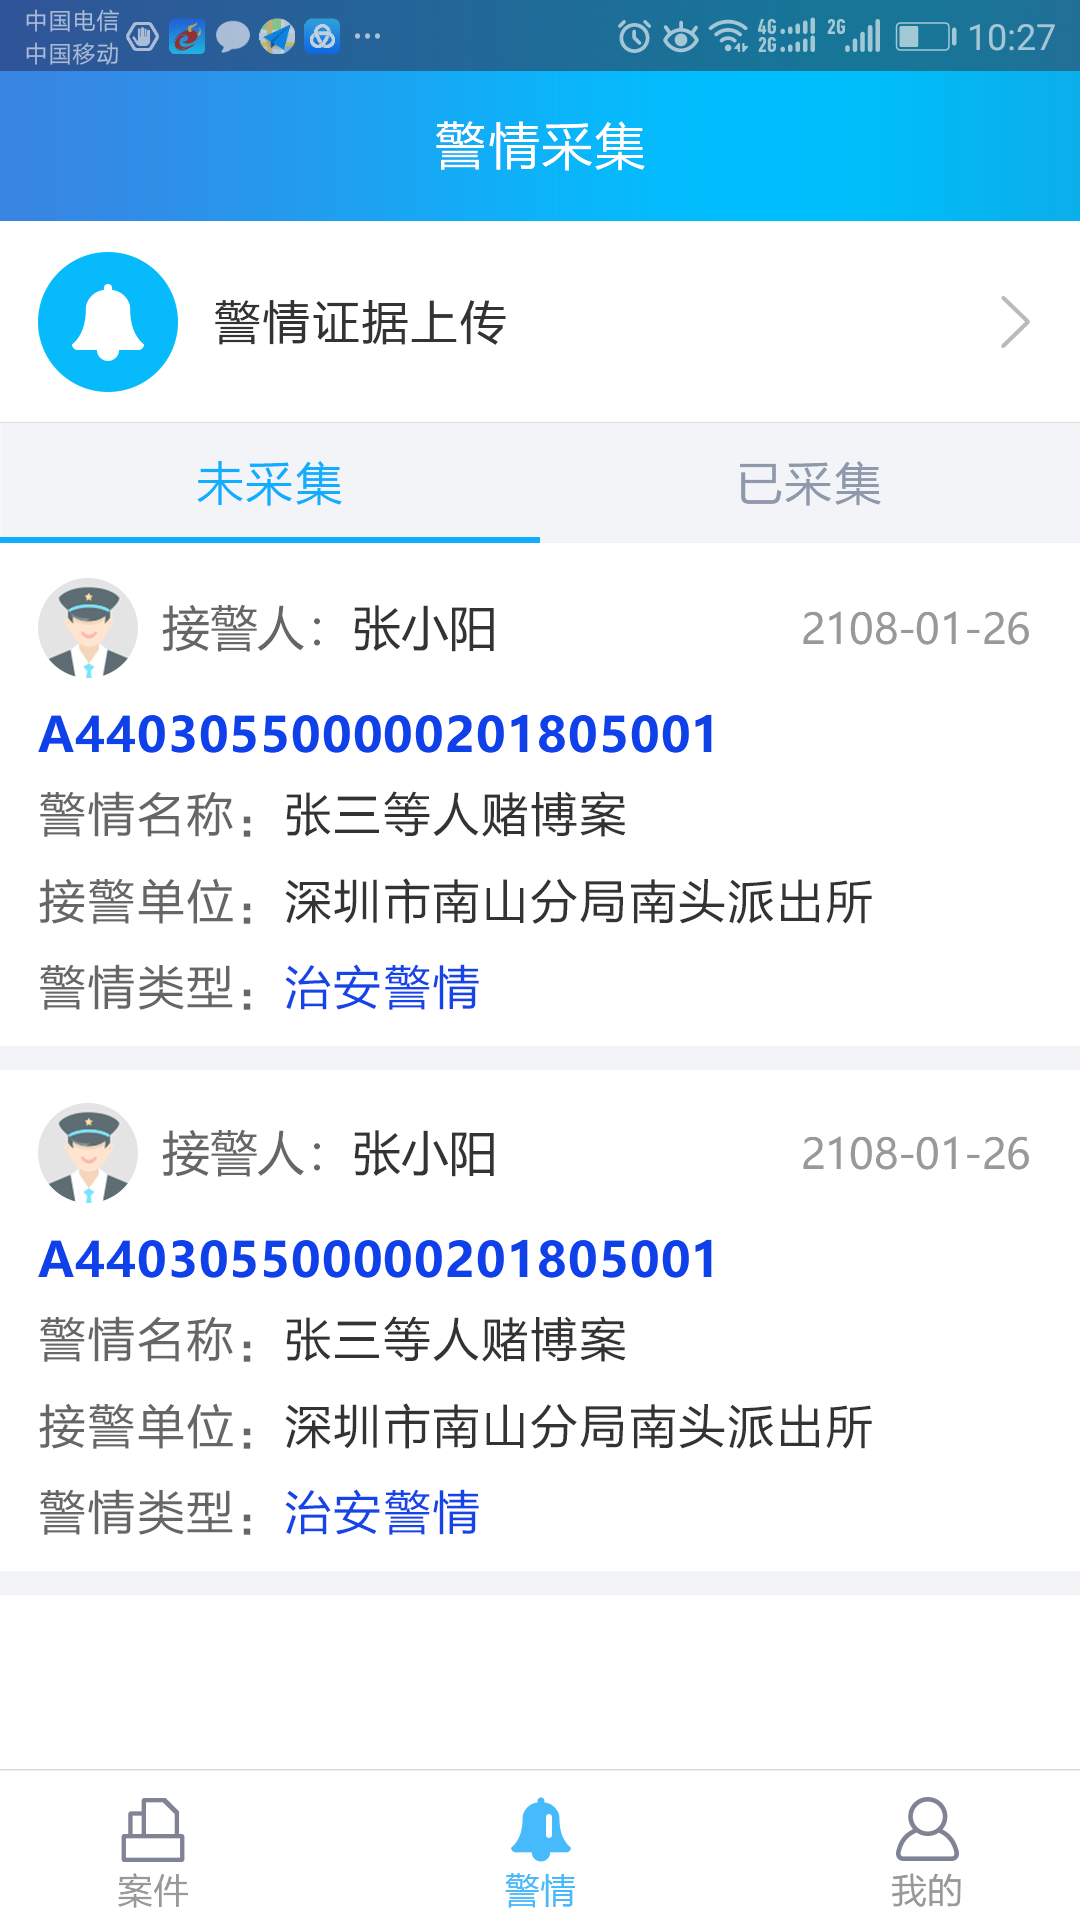 中国电信
中国移动
4G
2G
2G
10:27
警情采集
警情证据上传
未采集
已采集
接警人：张小阳
2108-01-26
A4403055000000201805001
警情名称：张三等人赌博案
接警单位：深圳市南山分局南头派出所
警情类型：治安警情
接警人：张小阳
2108-01-26
A4403055000000201805001
警情名称：张三等人赌博案
接警单位：深圳市南山分局南头派出所
警情类型：治安警情
案件
警情
我的